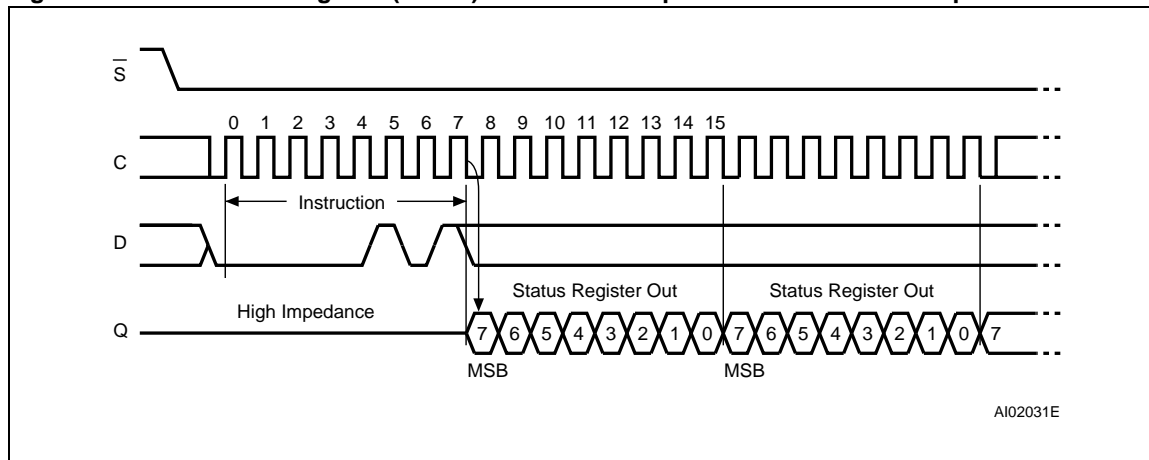 S
0 1 2 3 4 5 6 7 8 9 10 11 12 13 14 15
C
Instruction
D
Status Register Out Status Register Out
High Impedance
Q
7 6 5 4 3 2 1 0 7 6 5 4 3 2 1 0 7
MSB MSB
AI02031E